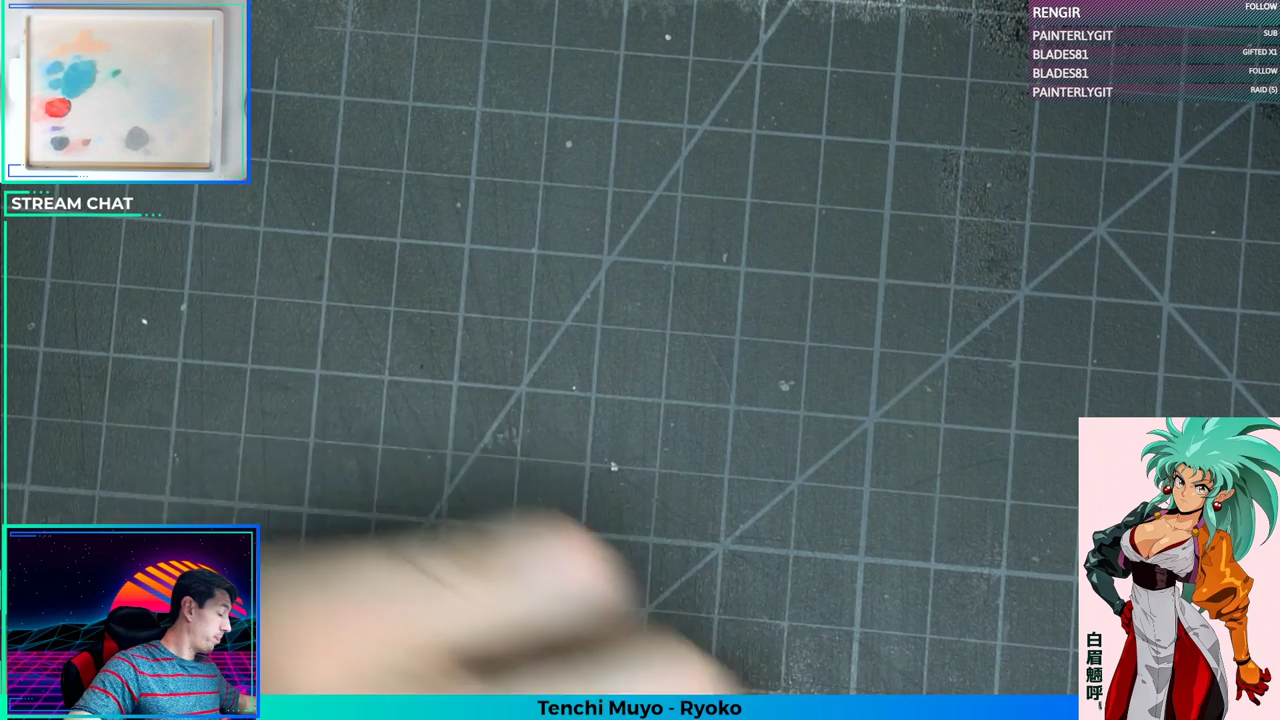 RENGIR FOLLOW
PAINTERLYGIT SUB
BLADES81 GIFTED X1
BLADES81 FOLLOW
PAINTERLYGIT RAID (5)
STREAM CHAT
白眉魎呼
Tenchi Muyo - Ryoko